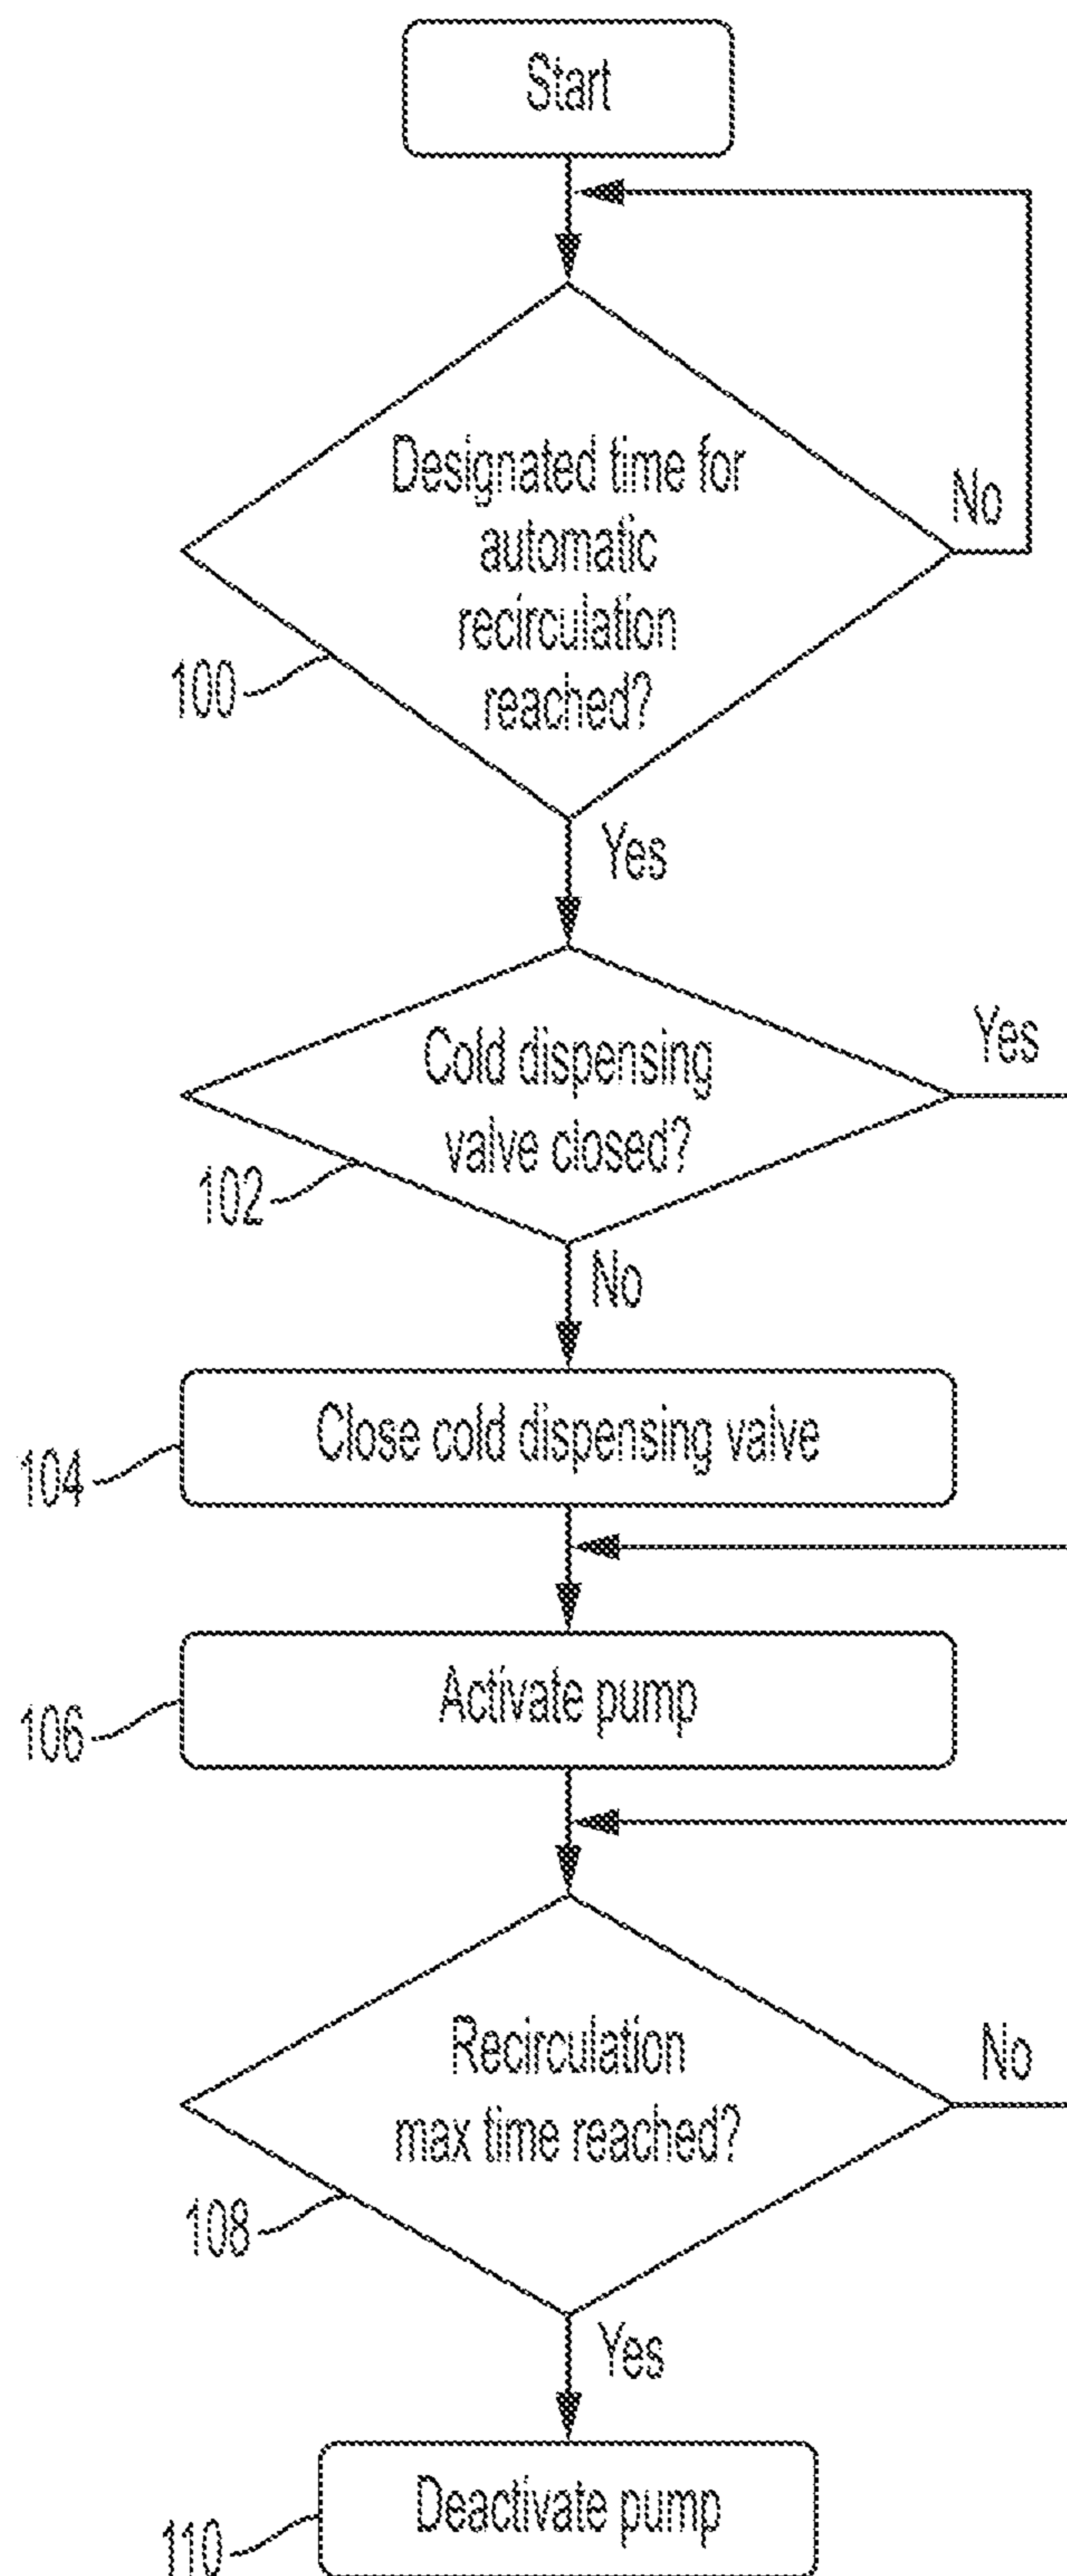 Start
Designated time for
automatic
recirculation
reached?
No
100
Yes
Cold dispensing
valve closed?
Yes
102
No
Close cold dispensing valve
104
Activate pump
106
Recirculation
max time reached?
No
108
Yes
Deactivate pump
110